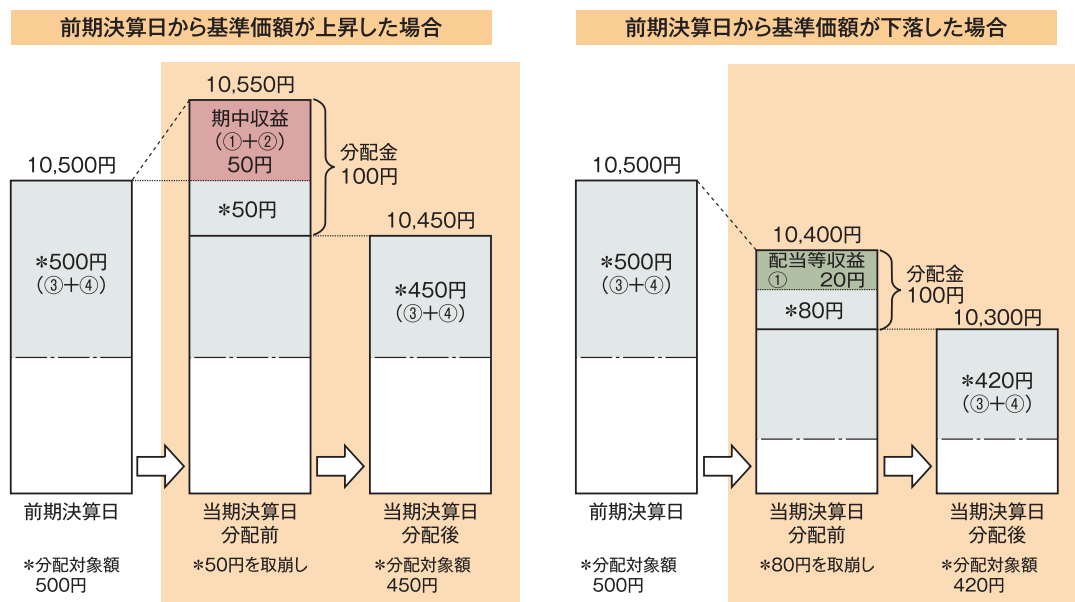 前期決算日から基準価額が上昇した場合
10,550円
期中収益
（①＋②）
50円
分配金
100円
10,500円
＊50円
10,450円
＊500円
（③＋④）
＊450円
（③＋④）
前期決算日
当期決算日
分配前
当期決算日
分配後
＊分配対象額
500円
＊50円を取崩し
＊分配対象額
450円
前期決算日から基準価額が下落した場合
10,500円
10,400円
配当等収益
① 20円
分配金
100円
＊80円
10,300円
＊500円
（③＋④）
＊420円
（③＋④）
前期決算日
当期決算日
分配前
当期決算日
分配後
＊分配対象額
500円
＊80円を取崩し
＊分配対象額
420円